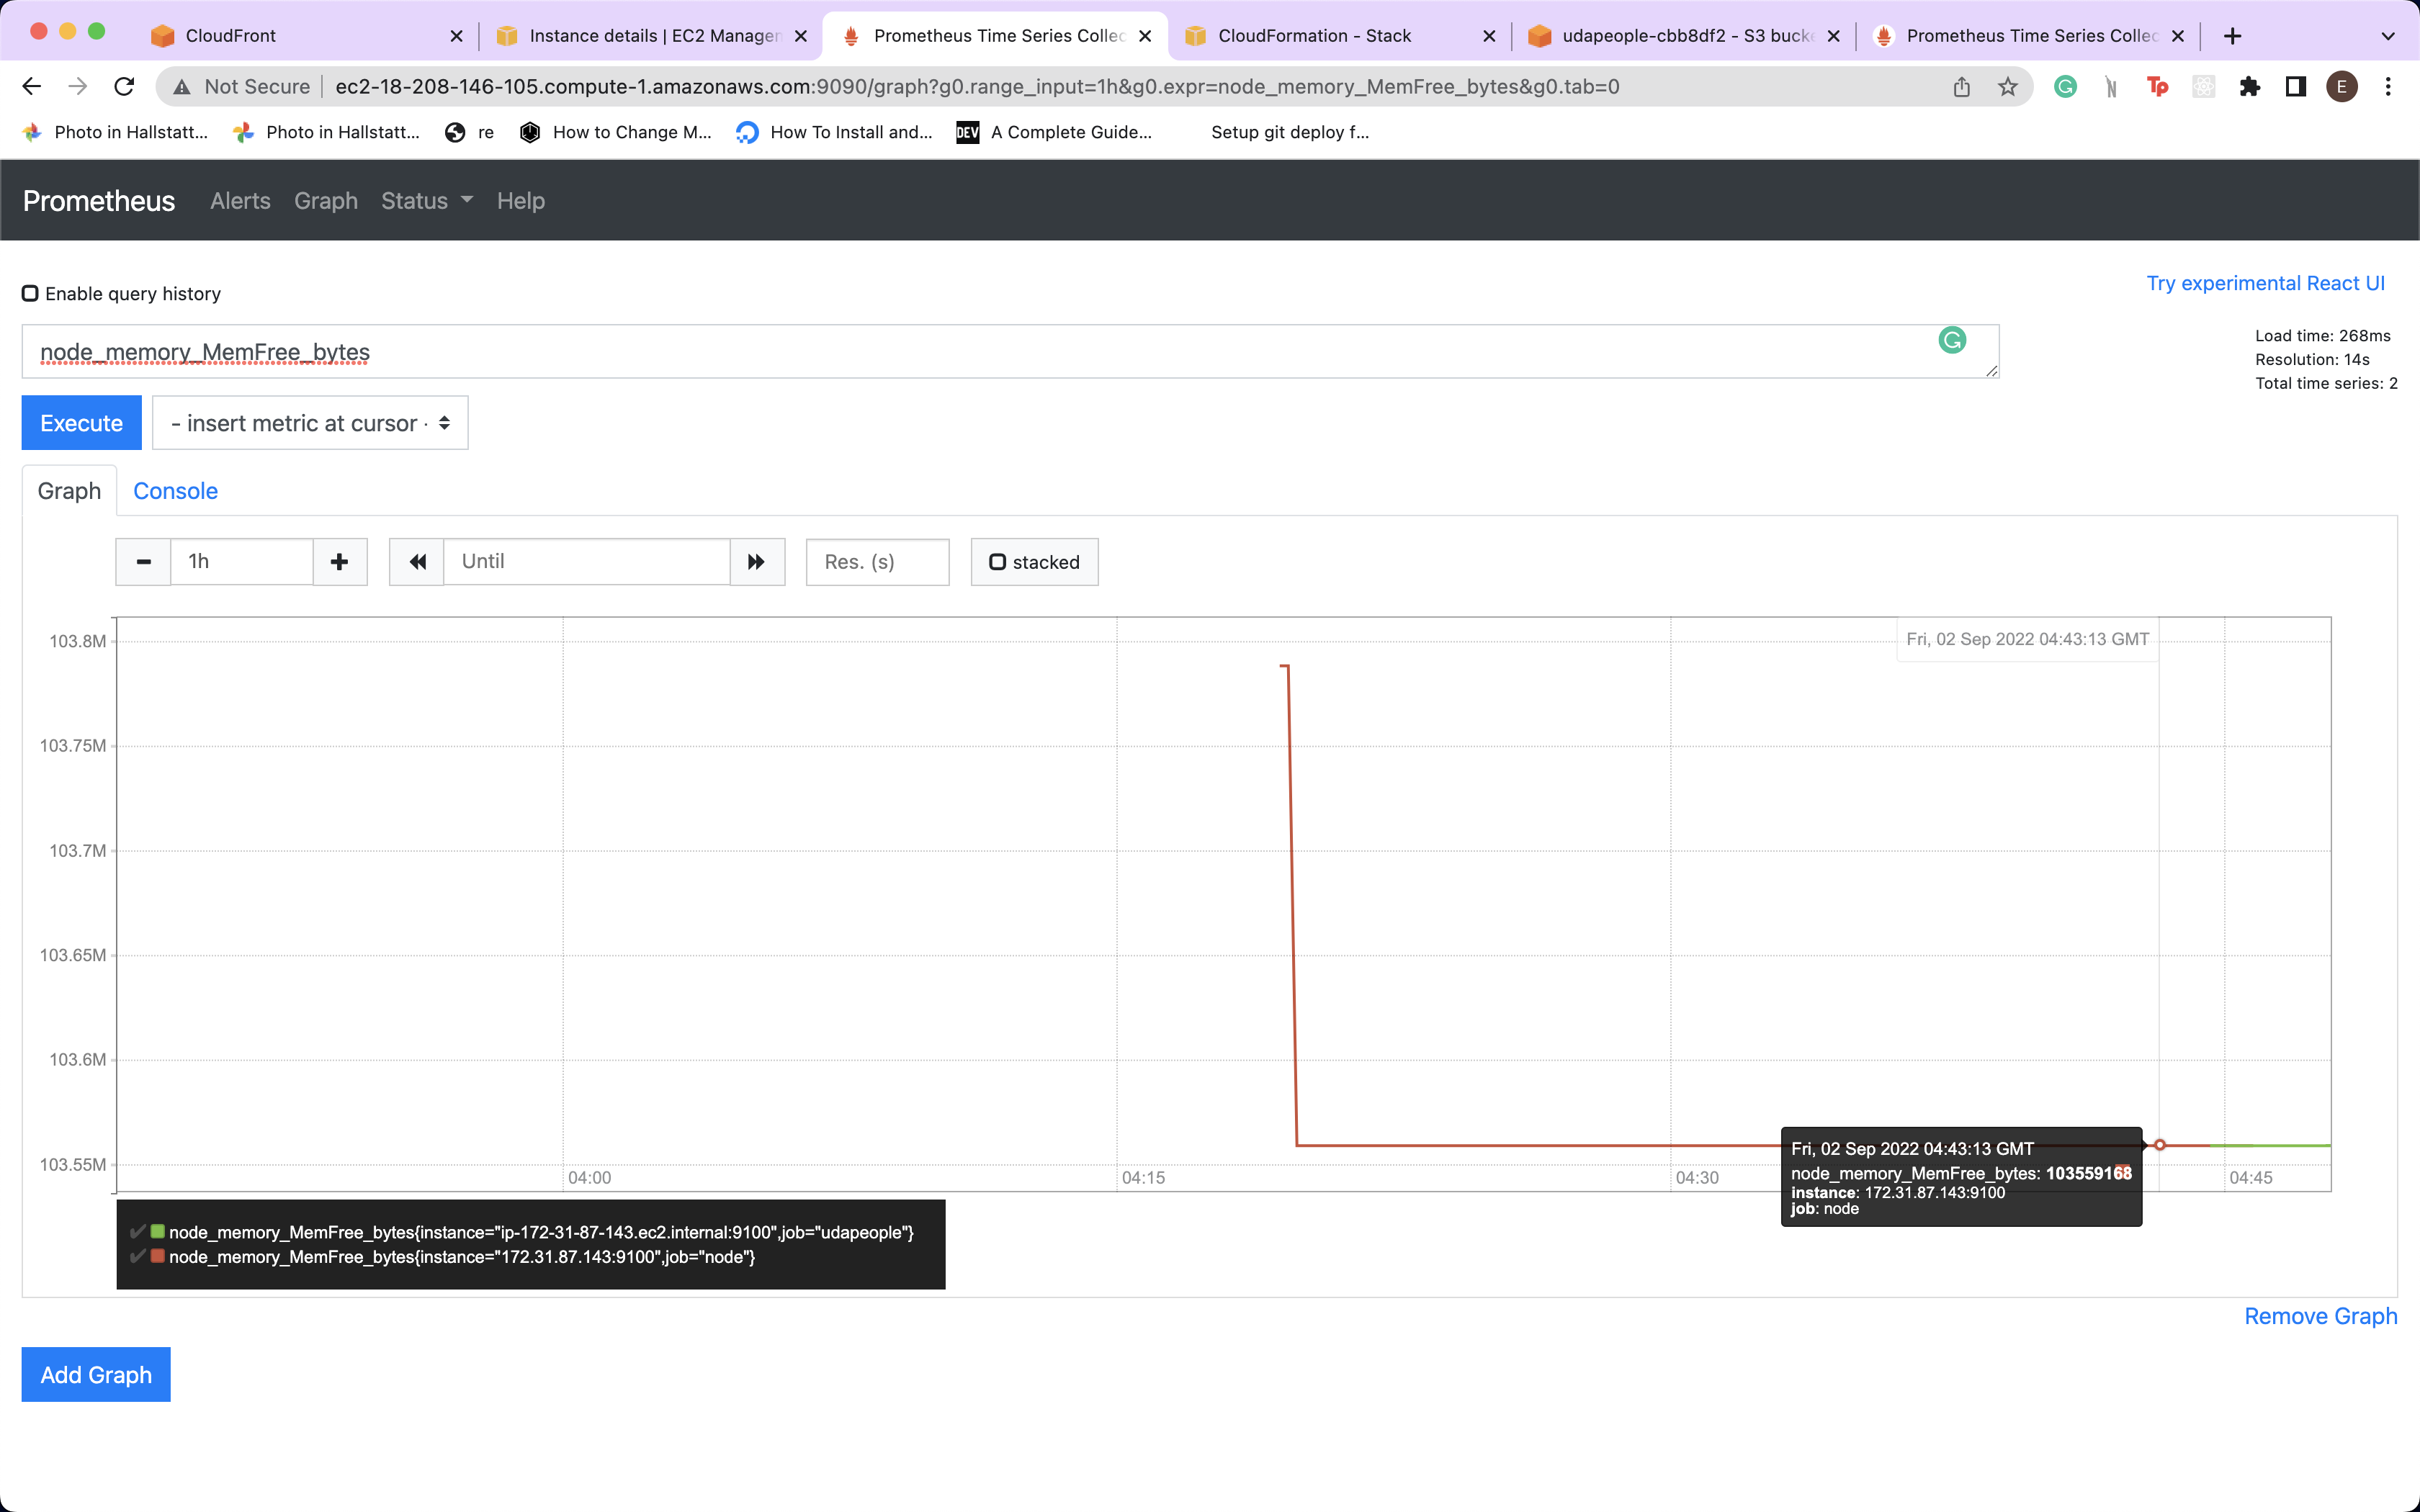 CloudFront
Instance details | EC2 Manager
Prometheus Time Series Collec
CloudFormation - Stack
udapeople-cbb8df2 - S3 bucke
Prometheus Time Series Collec
Not Secure
ec2-18-208-146-105.compute-1.amazonaws.com:9090/graph?g0.range_input=1h&g0.expr=node_memory_MemFree_bytes&g0.tab=0
Tp
E
Photo in Hallstatt...
Photo in Hallstatt...
re
How to Change M...
How To Install and...
DEV
A Complete Guide...
Setup git deploy f...
Prometheus
Alerts
Graph
Status
Help
Enable query history
Try experimental React UI
node_memory_MemFree_bytes
Load time: 268ms
Resolution: 14s
Total time series: 2
Execute
- insert metric at cursor -
Graph
Console
1h
Until
Res. (s)
stacked
103.8M
103.75M
103.7M
103.65M
103.6M
103.55M
Fri, 02 Sep 2022 04:43:13 GMT
04:00
04:15
04:30
04:45
Fri, 02 Sep 2022 04:43:13 GMT
node_memory_MemFree_bytes: 103559168
instance: 172.31.87.143:9100
job: node
node_memory_MemFree_bytes{instance="ip-172-31-87-143.ec2.internal:9100",job="udapeople"}
node_memory_MemFree_bytes{instance="172.31.87.143:9100",job="node"}
Remove Graph
Add Graph